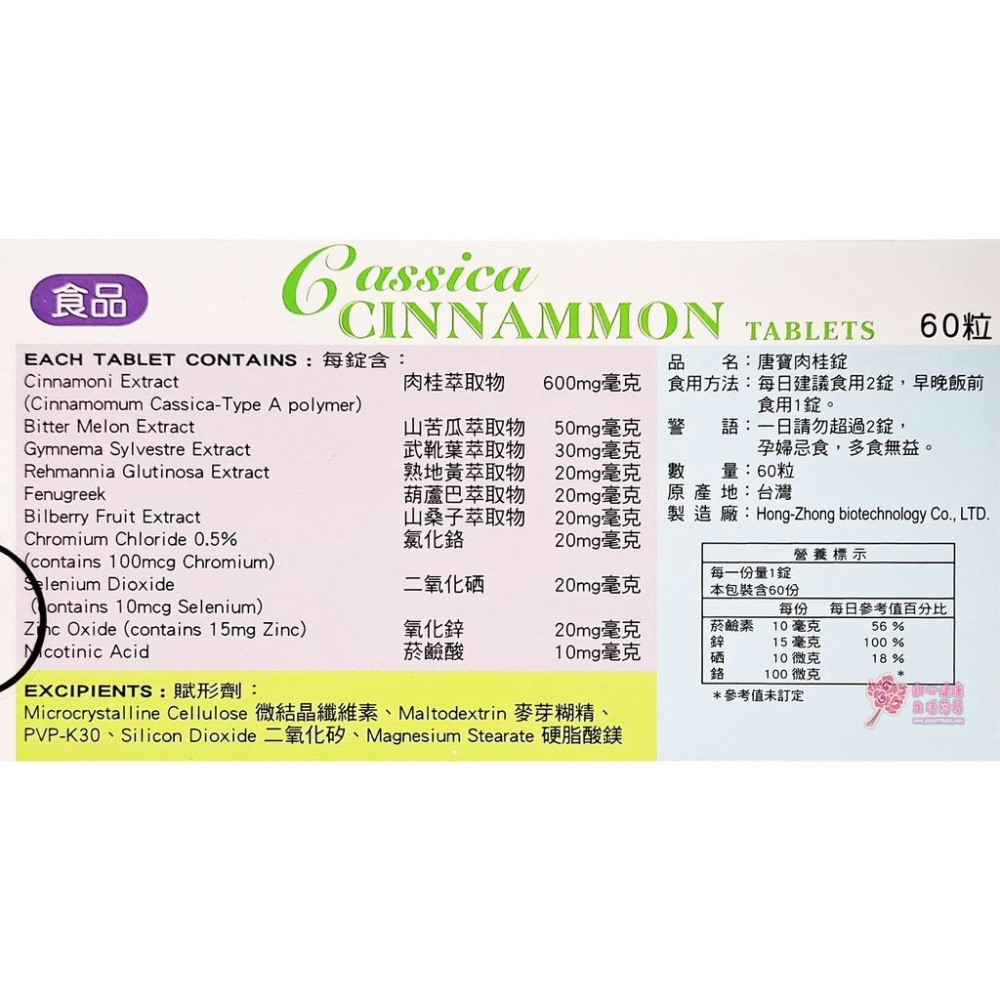 食品
Cassica
CINNAMMON TABLETS 60粒
EACH TABLET CONTAINS：每錠含：
Cinnamoni Extract 肉桂萃取物 600mg毫克
(Cinnamomum Cassica-Type A polymer)
Bitter Melon Extract 山苦瓜萃取物 50mg毫克
Gymnema Sylvestre Extract 武靴葉萃取物 30mg毫克
Rehmannia Glutinosa Extract 熟地黃萃取物 20mg毫克
Fenugreek 葫蘆巴萃取物 20mg毫克
Bilberry Fruit Extract 山桑子萃取物 20mg毫克
Chromium Chloride 0.5% 氯化鉻 20mg毫克
(contains 100mcg Chromium)
Selenium Dioxide 二氧化硒 20mg毫克
(contains 10mcg Selenium)
Zinc Oxide (contains 15mg Zinc) 氧化鋅 20mg毫克
Nicotinic Acid 菸鹼酸 10mg毫克
EXCIPIENTS：賦形劑：
Microcrystalline Cellulose 微結晶纖維素、Maltodextrin 麥芽糊精、
PVP-K30、Silicon Dioxide 二氧化矽、Magnesium Stearate 硬脂酸鎂
品名：唐寶肉桂錠
食用方法：每日建議食用2錠，早晚飯前
食用1錠。
警語：一日請勿超過2錠，
孕婦忌食，多食無益。
數量：60粒
原產地：台灣
製造廠：Hong-Zhong biotechnology Co., LTD.
營養標示
每一份量1錠
本包裝含60份
每份 每日參考值百分比
菸鹼素 10 毫克 56 %
鋅 15 毫克 100 %
硒 10 微克 18 %
鉻 100 微克 *
*參考值未訂定
甜心健康
生活藥局